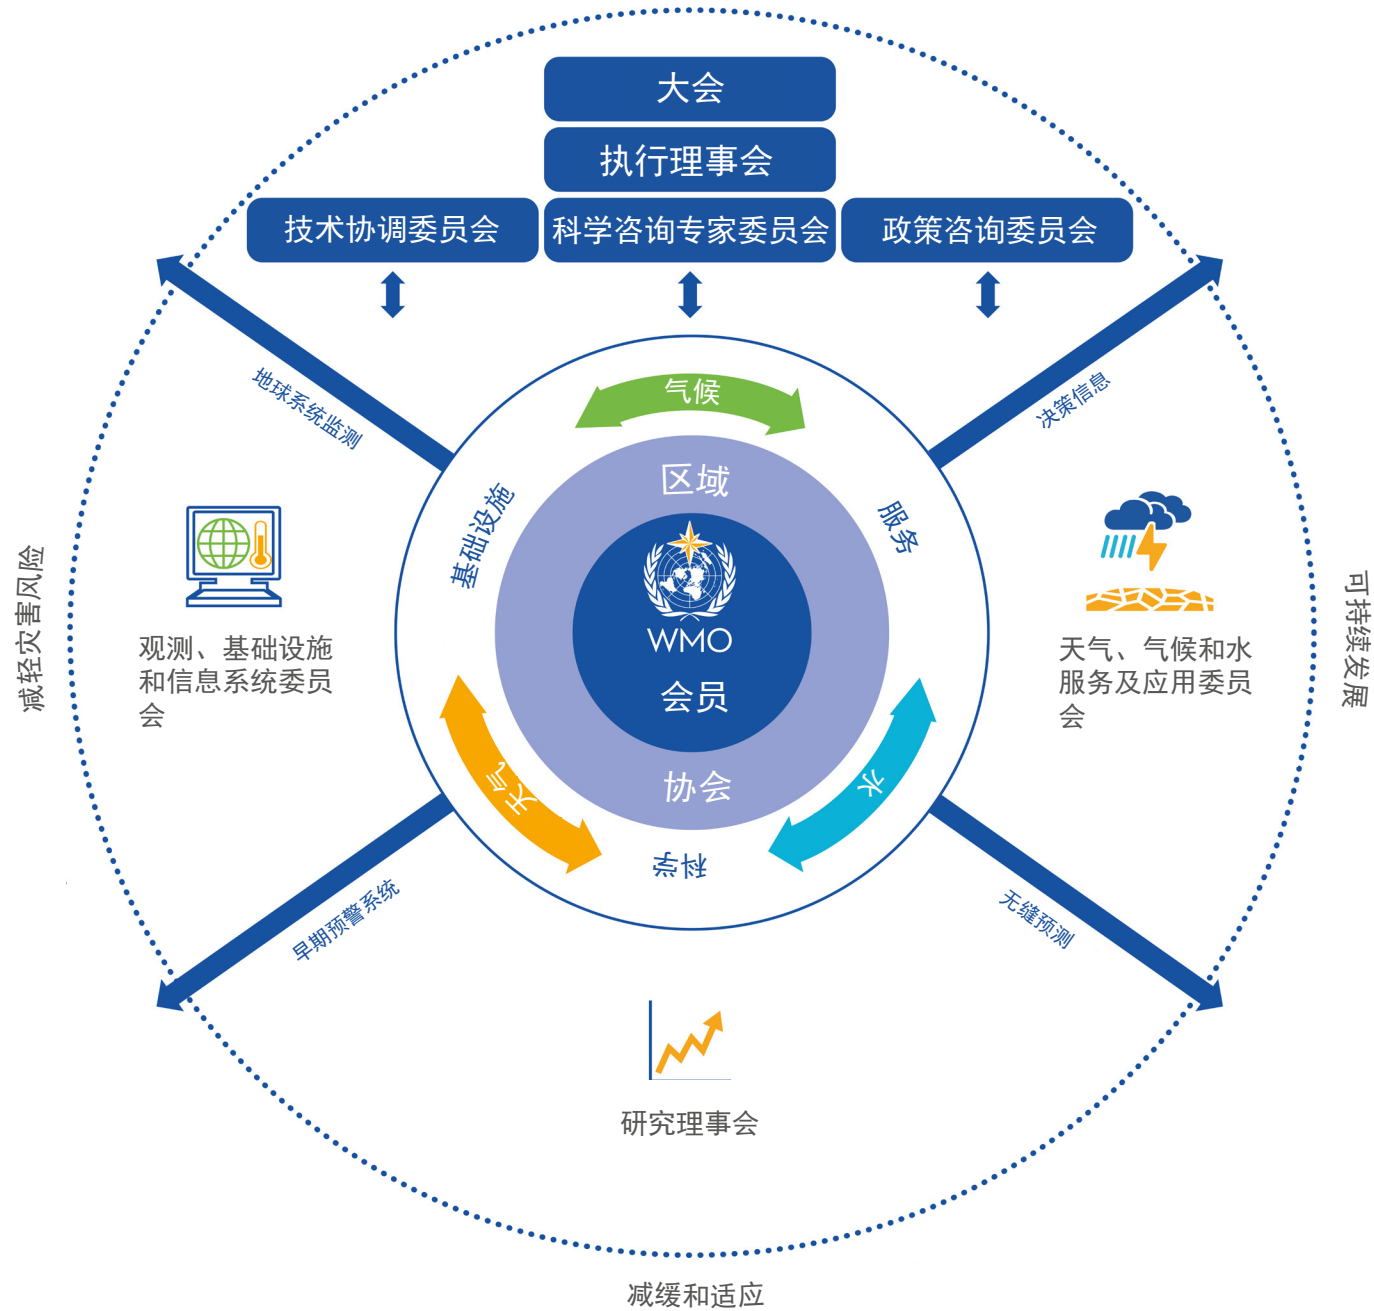 大会
执行理事会
技术协调委员会
科学咨询专家委员会
政策咨询委员会
地球系统监测
决策信息
气候
区域
基础设施
服务
WMO
会员
协会
天气
水
科学
减轻灾害风险
观测、基础设施
和信息系统委员
会
天气、气候和水
服务及应用委员
会
可持续发展
早期预警系统
无缝预测
研究理事会
减缓和适应